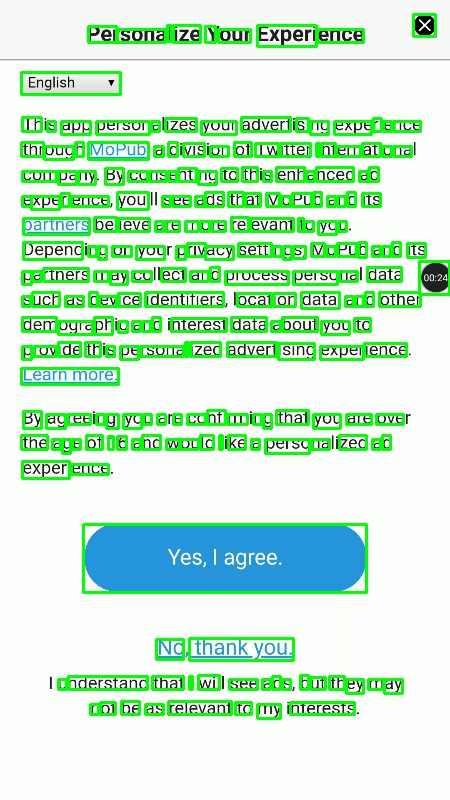 Personalize Your Experience
English
This app personalizes your advertising experience
through MoPub, a division of Twitter International
company. By consenting to this enhanced ad
experience, you'll see ads that MoPub and its
partners believe are more relevant to you.
Depending on your privacy settings, MoPub and its
partners may collect and process personal data
00:24
such as device identifiers, location data and other
demographic and interest data about you to
provide this personalized advertising experience.
Learn more.
By agreeing, you are confirming that you are over
the age of 16 and would like a personalized ad
experience.
Yes, I agree.
No, thank you.
I understand that I will see ads, but they may
not be as relevant to my interests.